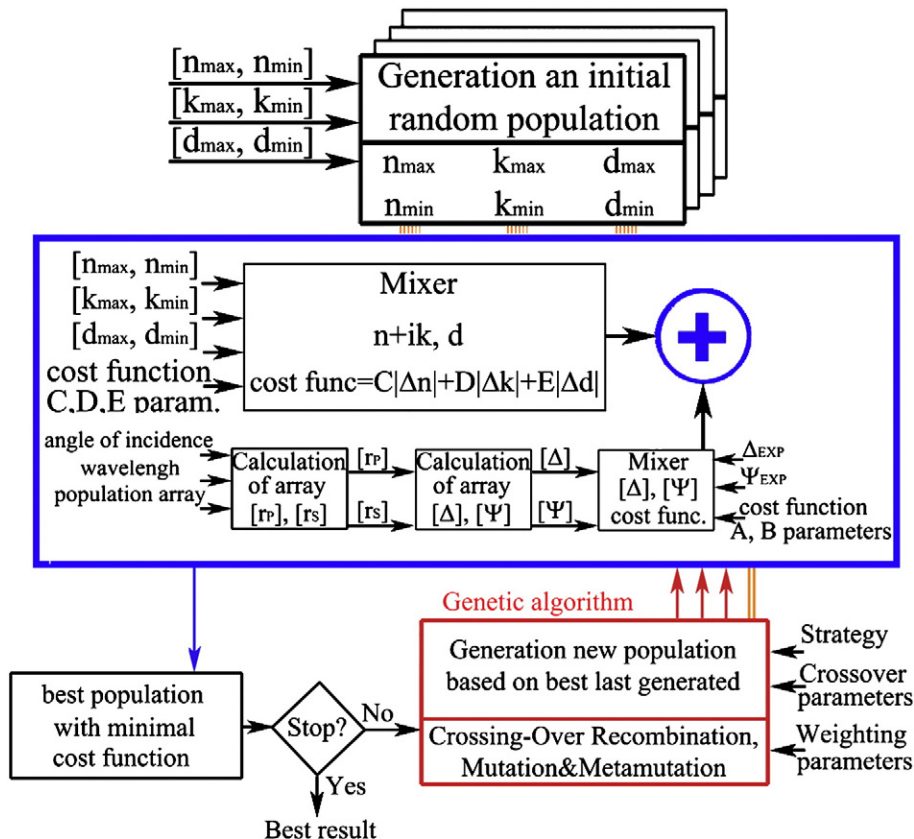 [nmax, nmin]
[kmax, kmin]
[dmax, dmin]
Generation an initial
random population
nmax kmax dmax
nmin kmin dmin
[nmax, nmin]
[kmax, kmin]
[dmax, dmin]
cost function
C,D,E param.
Mixer
n+ik, d
cost func=C|Δn|+D|Δk|+E|Δd|
+
angle of incidence
wavelengh
population array
Calculation
of array
[rP], [rS]
[rP]
[rS]
Calculation
of array
[Δ], [Ψ]
[Δ]
[Ψ]
Mixer
[Δ], [Ψ]
cost func.
ΔEXP
ΨEXP
cost function
A, B parameters
Genetic algorithm
Generation new population
based on best last generated
Crossing-Over Recombination,
Mutation&Metamutation
Strategy
Crossover
parameters
Weighting
parameters
best population
with minimal
cost function
Stop?
No
Yes
Best result